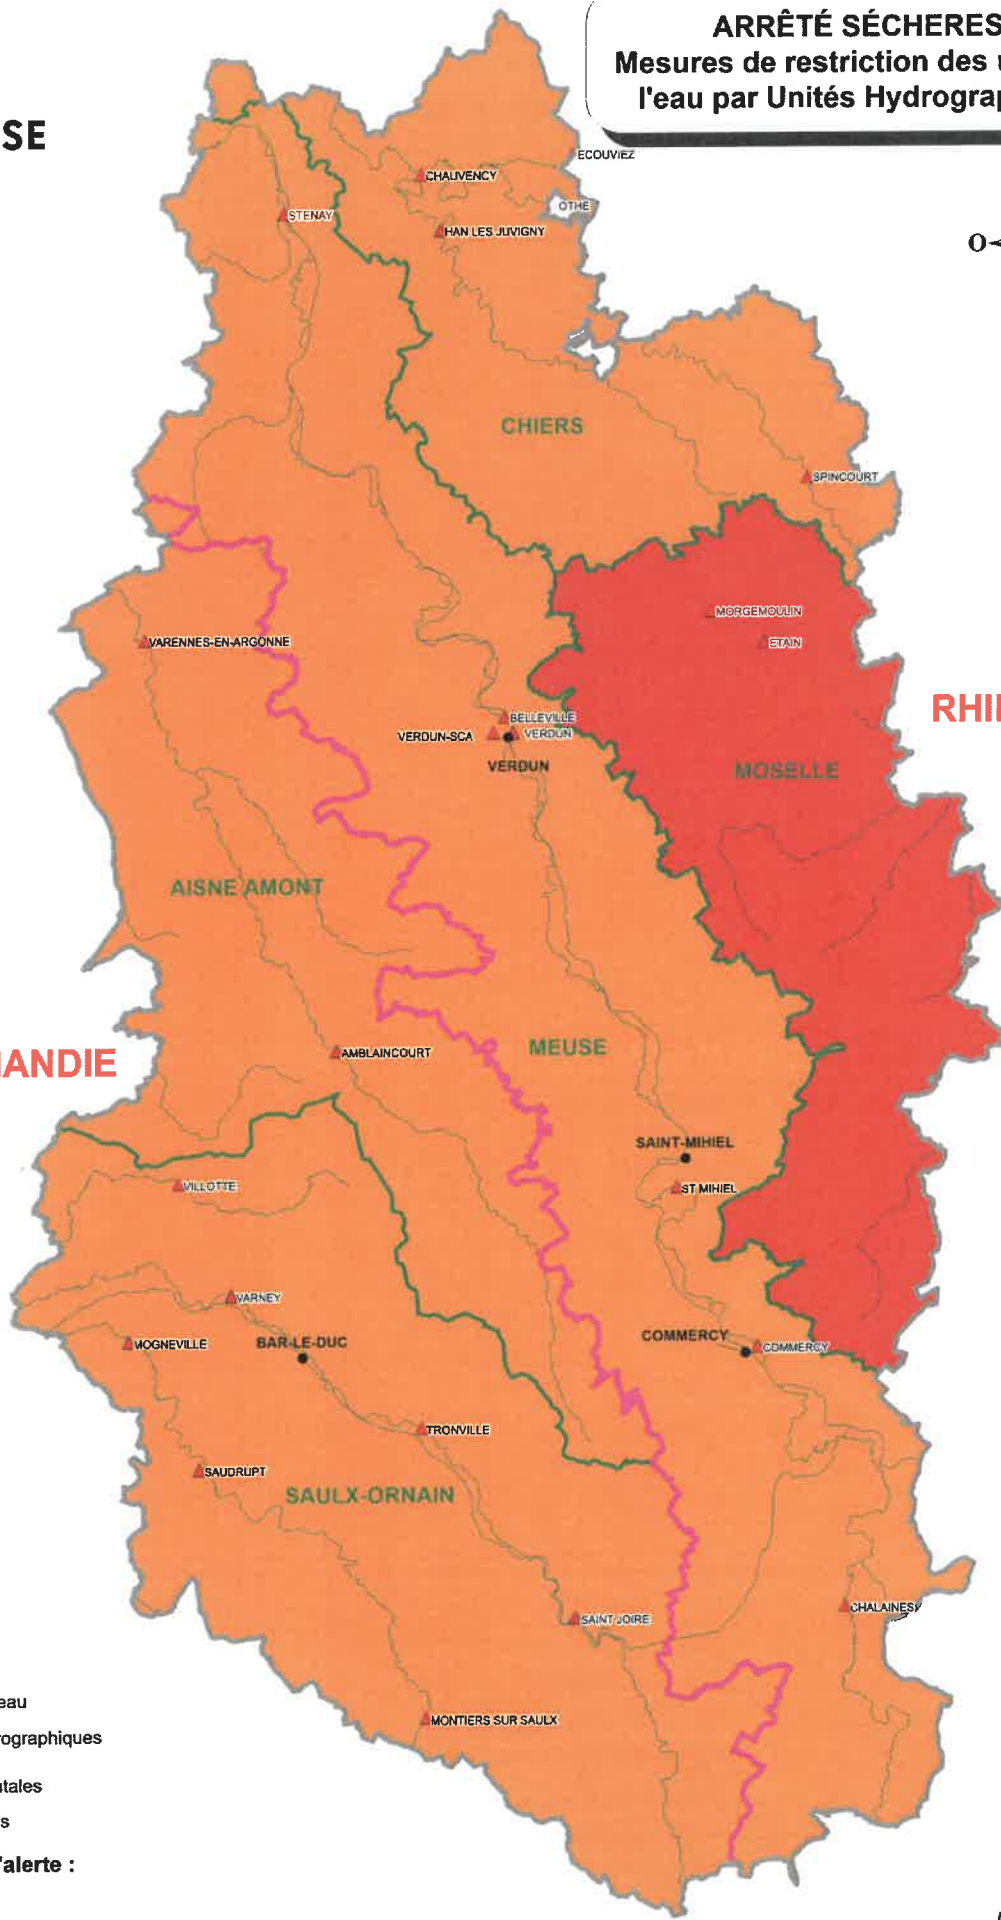 ARRÊTÉ SÉCHERES
Mesures de restriction des
l'eau par Unités Hydrograp
SE
ECOUVIEZ
CHAUVENCY
OTHE
STENAY
HAN LES JUVIGNY
O
CHIERS
SPINCOURT
MORGEMOULIN
VARENNES-EN-ARGONNE
ETAIN
RHI
BELLEVILLE
VERDUN-SCA
VERDUN
VERDUN
MOSELLE
AISNE AMONT
MEUSE
AMBLAINCOURT
ANDIE
SAINT-MIHIEL
VILLOTTE
ST MIHIEL
VARNEY
MOGNEVILLE
BAR-LE-DUC
COMMERCY
COMMERCY
TRONVILLE
SAUDRUPT
SAULX-ORNAIN
CHALAINES
SAINT JOIRE
eau
MONTIERS SUR SAULX
rographiques
ntales
s
'alerte :